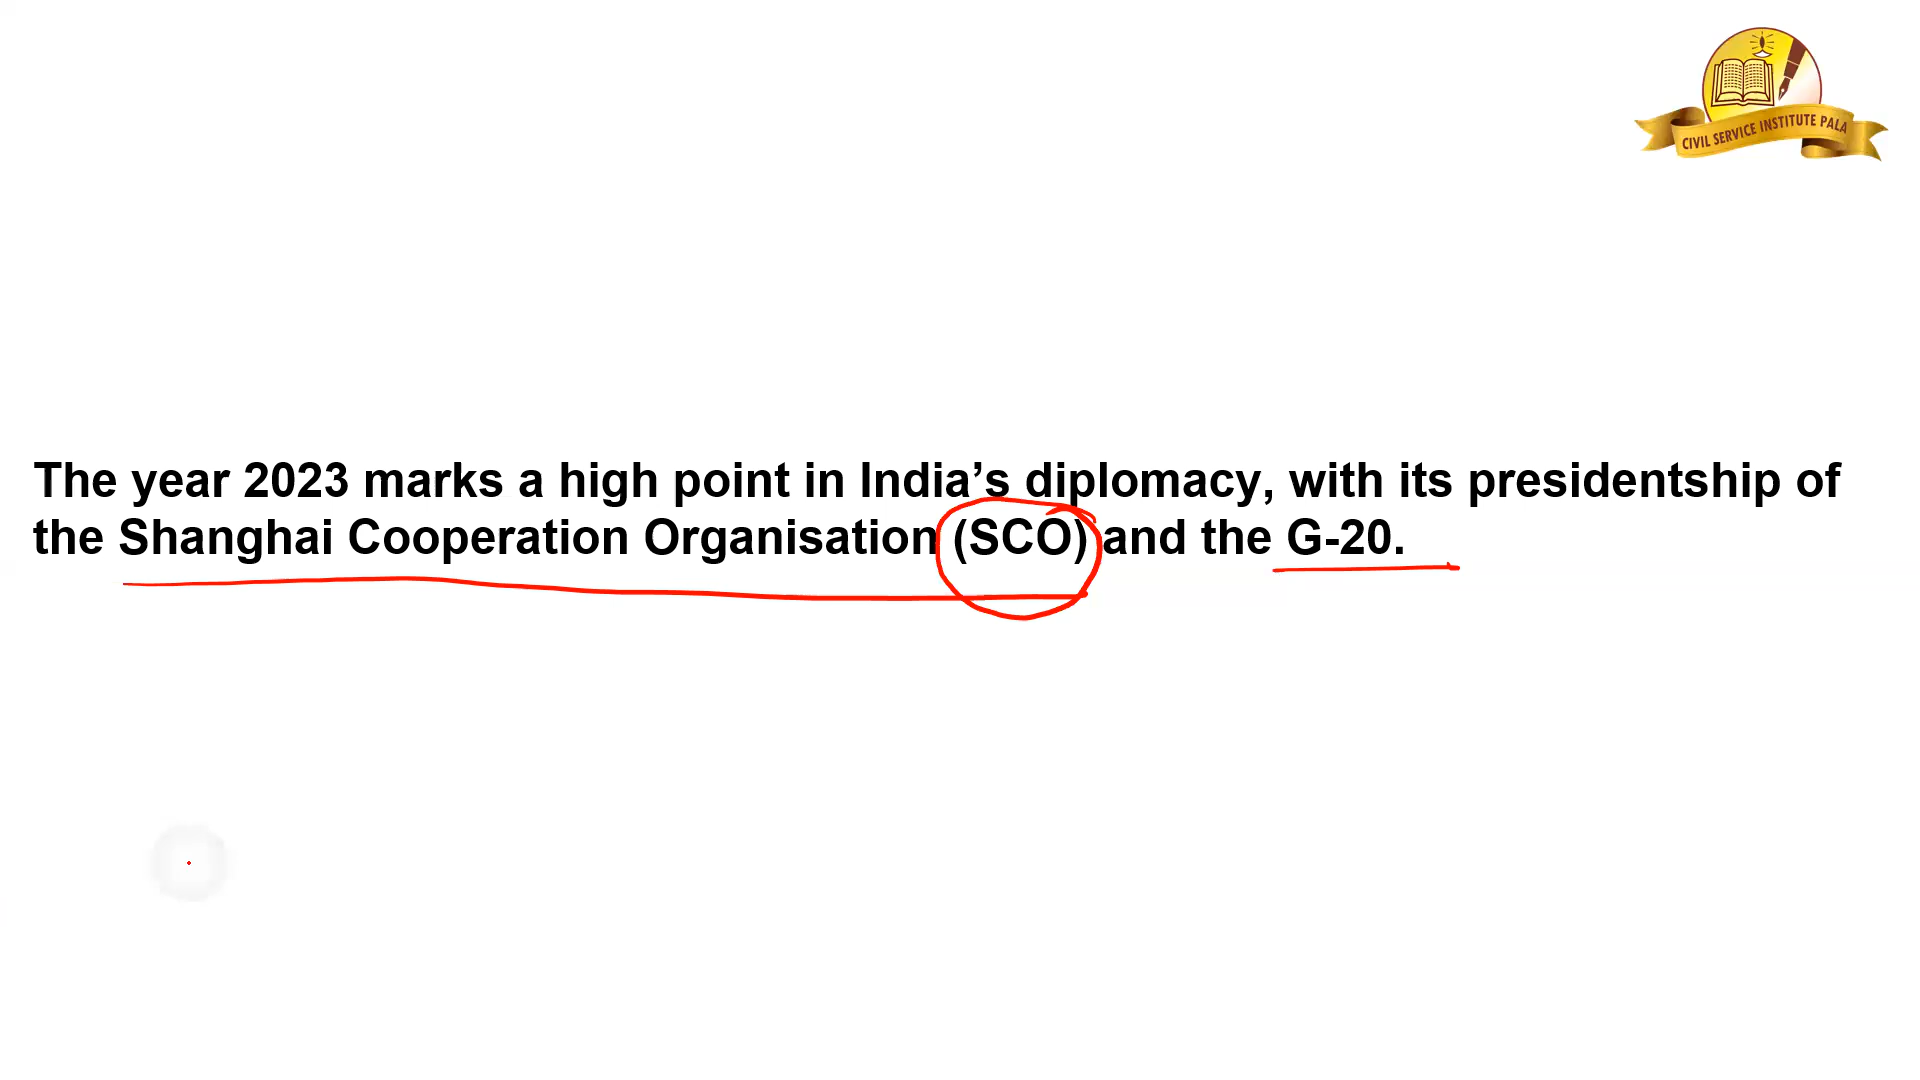 CIVIL SERVICE INSTITUTE PALA
The year 2023 marks a high point in India’s diplomacy, with its presidentship of
the Shanghai Cooperation Organisation (SCO) and the G-20.